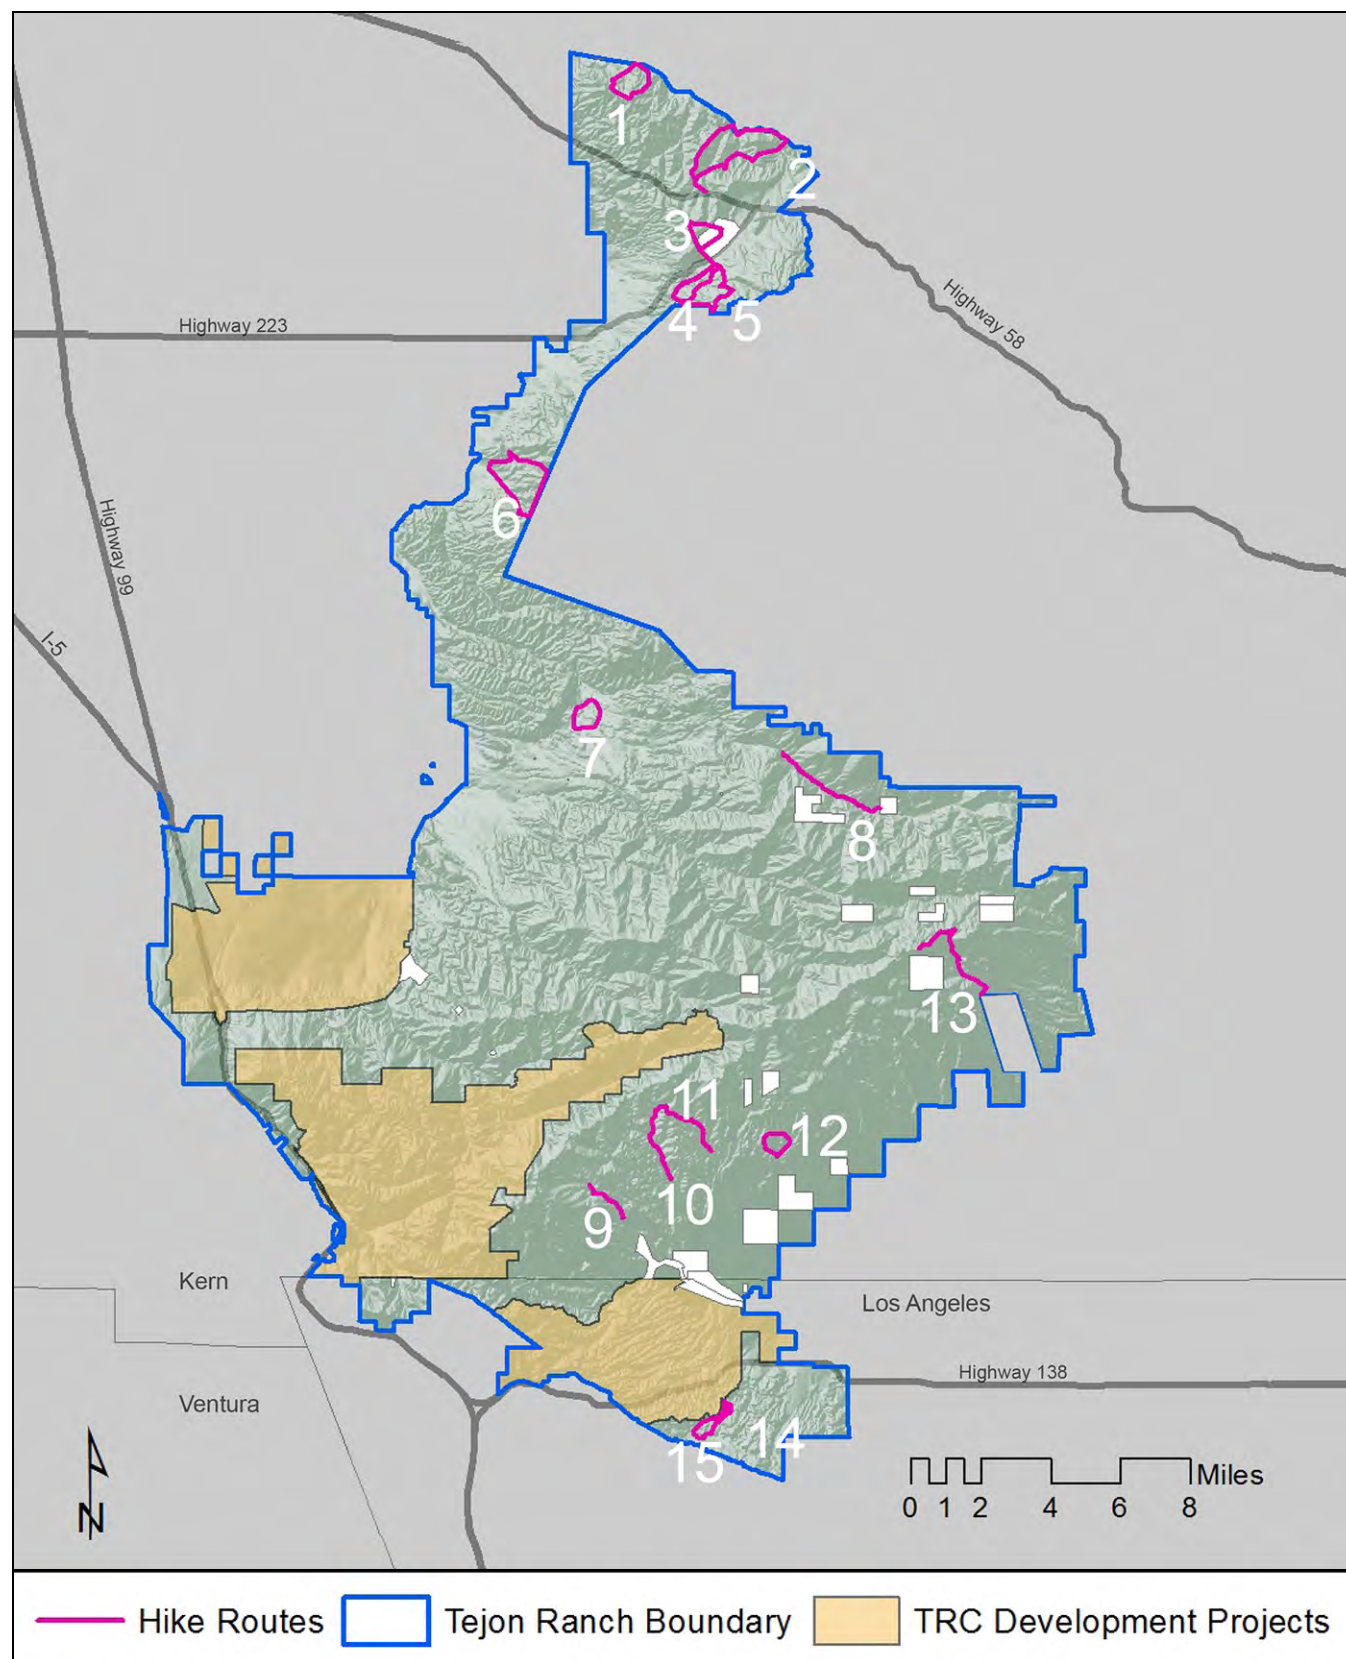 1
2
3
4
5
Highway 58
Highway 223
6
Highway 99
I-5
7
8
13
11
12
10
9
Kern
Los Angeles
Highway 138
Ventura
14
15
N
Miles
0 1 2 4 6 8
Hike Routes
Tejon Ranch Boundary
TRC Development Projects